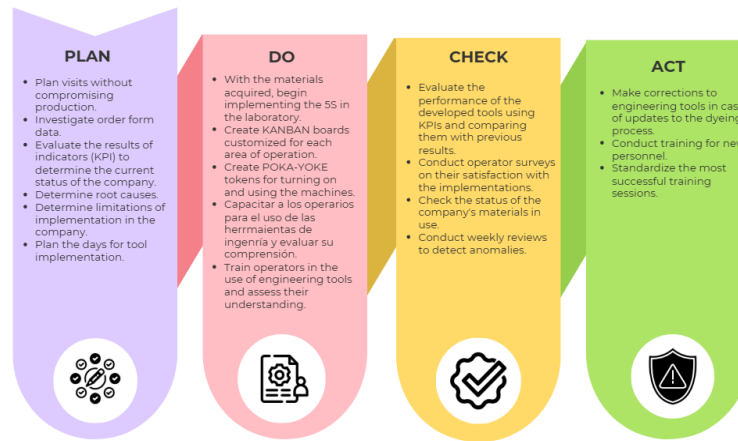 PLAN
• Plan visits without
compromising
production.
• Investigate order form
data.
• Evaluate the results of
indicators (KPI) to
determine the current
status of the company.
• Determine root causes.
• Determine limitations of
implementation in the
company.
• Plan the days for tool
implementation.
DO
• With the materials
acquired, begin
implementing the 5S in
the laboratory.
• Create KANBAN boards
customized for each
area of operation.
• Create POKA-YOKE
tokens for turning on
and using the machines.
• Capacitar a los operarios
para el uso de las
herrmaientas de
ingenría y evaluar su
comprensión.
• Train operators in the
use of engineering tools
and assess their
understanding.
CHECK
• Evaluate the
performance of the
developed tools using
KPIs and comparing
them with previous
results.
• Conduct operator surveys
on their satisfaction with
the implementations.
• Check the status of the
company's materials in
use.
• Conduct weekly reviews
to detect anomalies.
ACT
• Make corrections to
engineering tools in cas
of updates to the dyeing
process.
• Conduct training for new
personnel.
• Standardize the most
successful training
sessions.